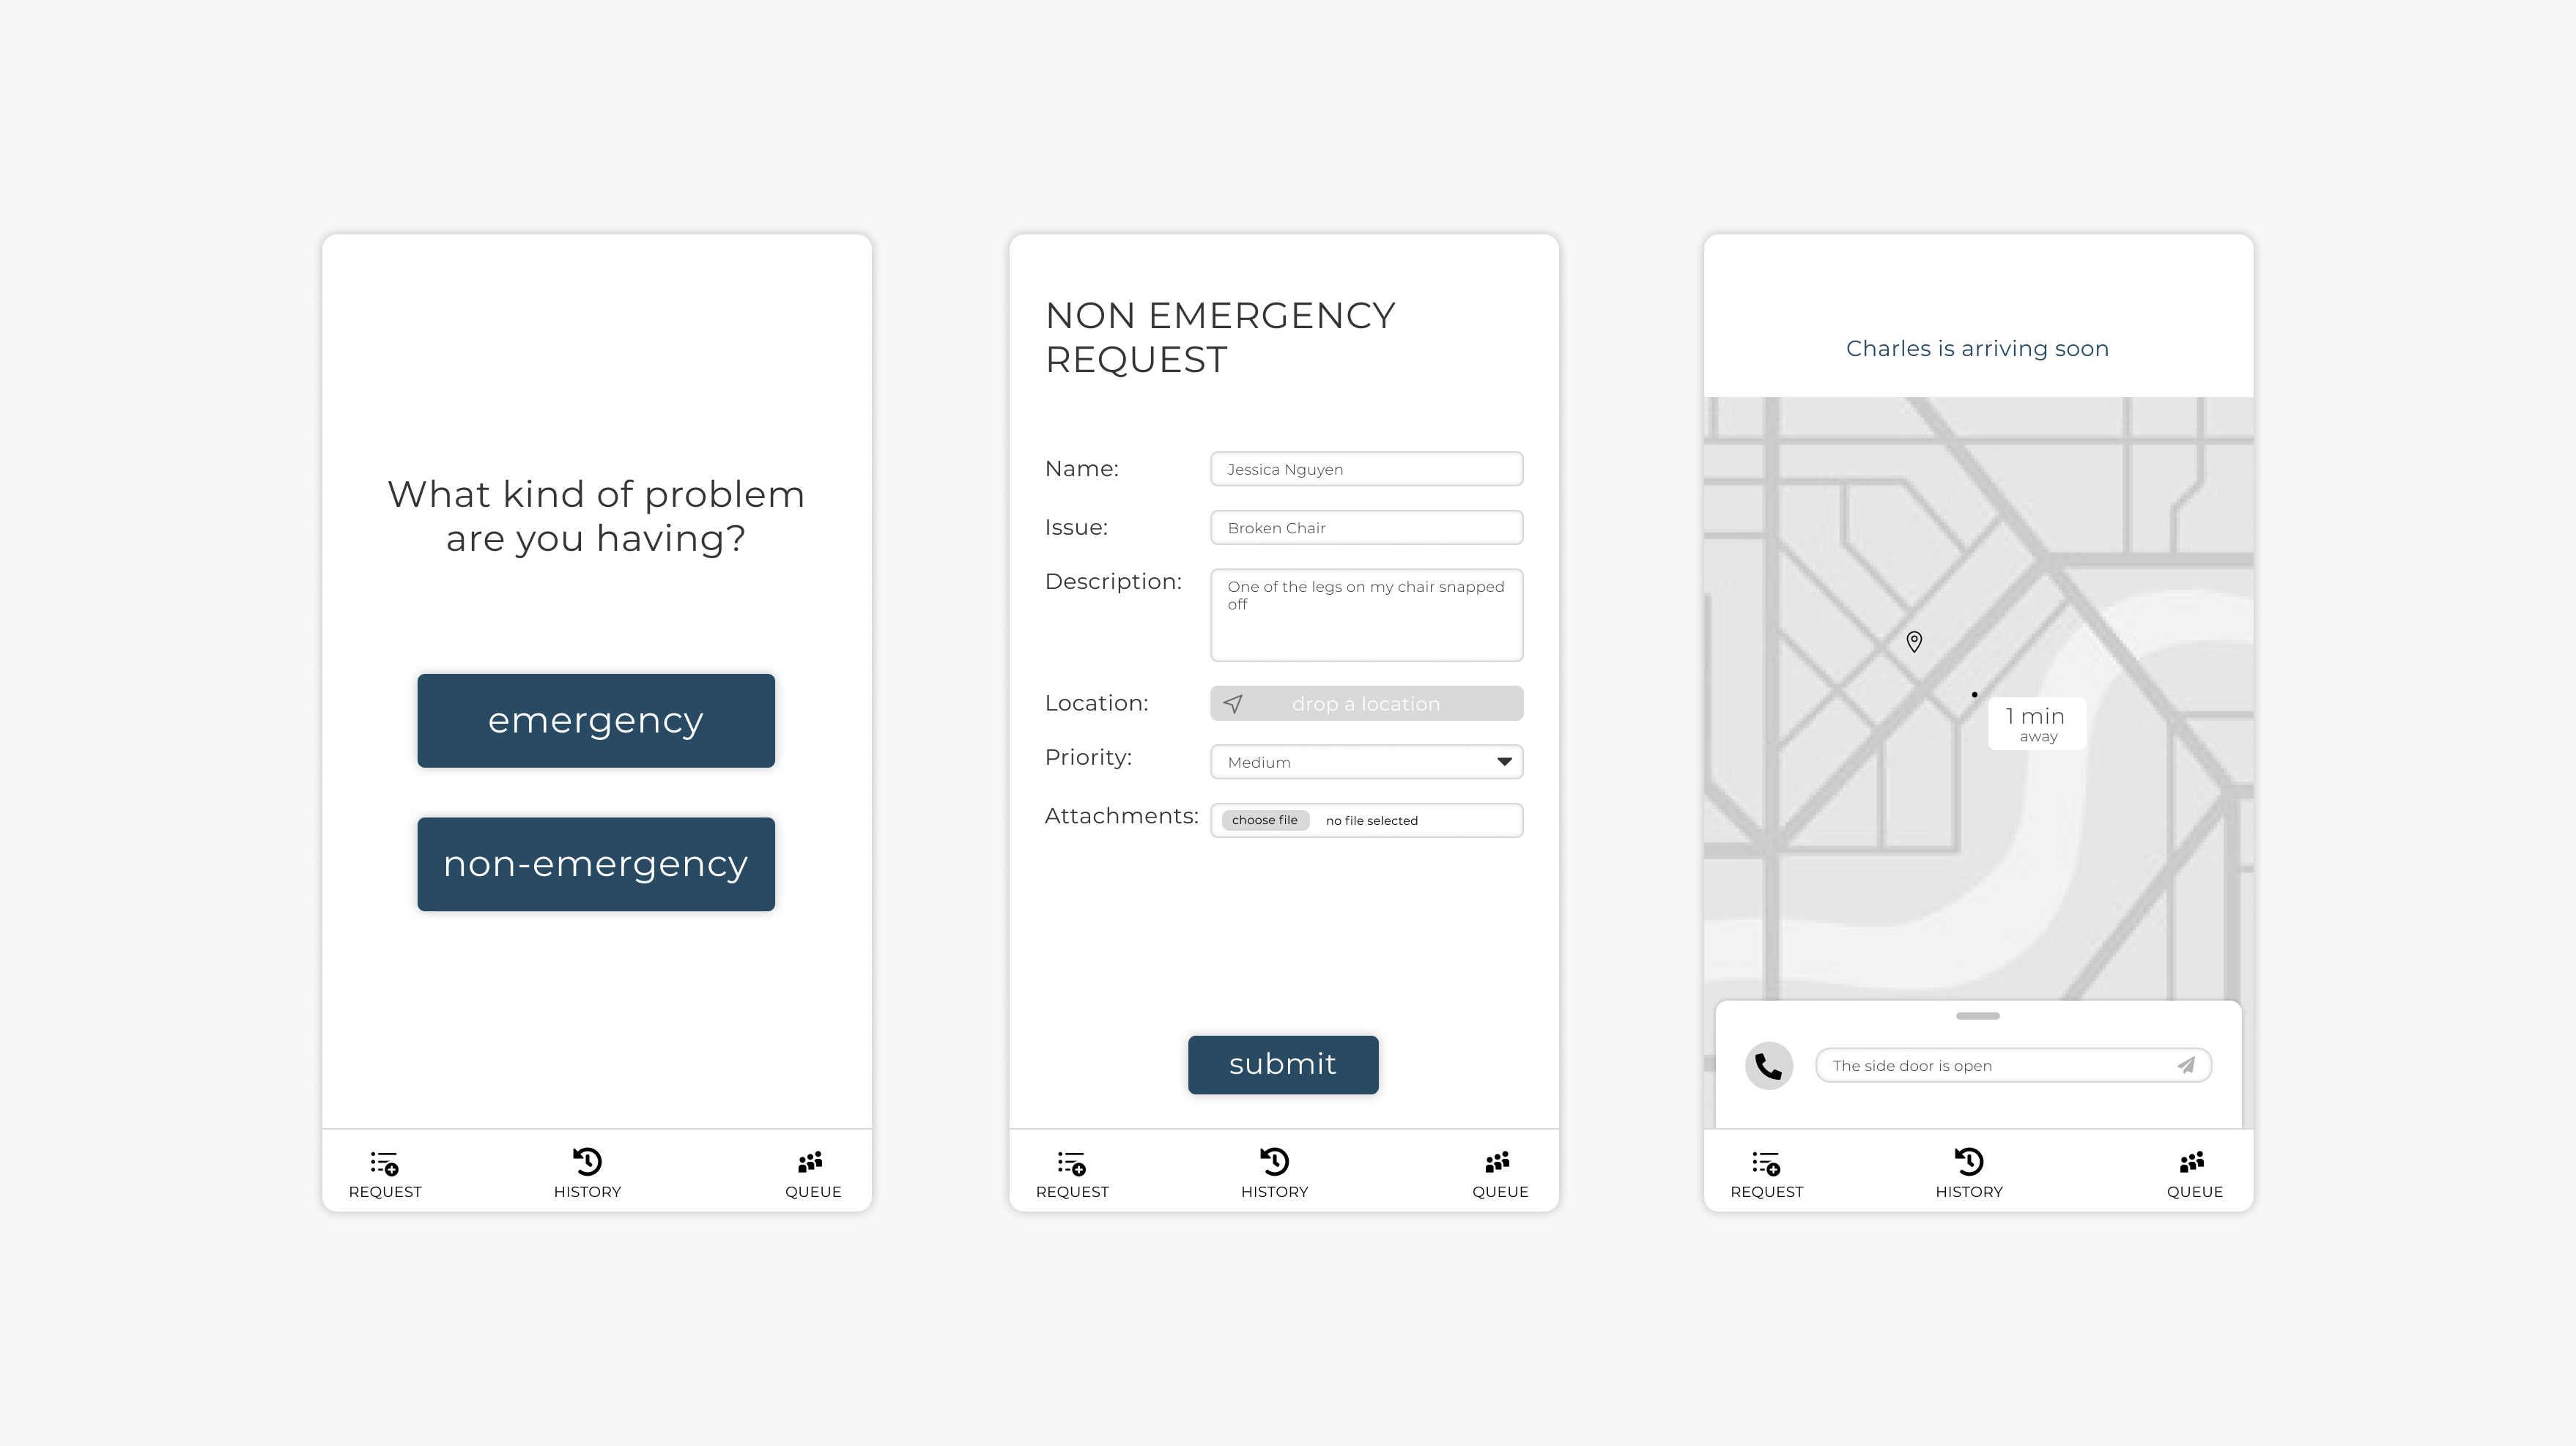 What kind of problem
are you having?
emergency
non-emergency
REQUEST
HISTORY
QUEUE
NON EMERGENCY
REQUEST
Name:
Jessica Nguyen
Issue:
Broken Chair
Description:
One of the legs on my chair snapped
off
Location:
drop a location
Priority:
Medium
Attachments:
choose file
no file selected
submit
REQUEST
HISTORY
QUEUE
Charles is arriving soon
1 min
away
The side door is open
REQUEST
HISTORY
QUEUE